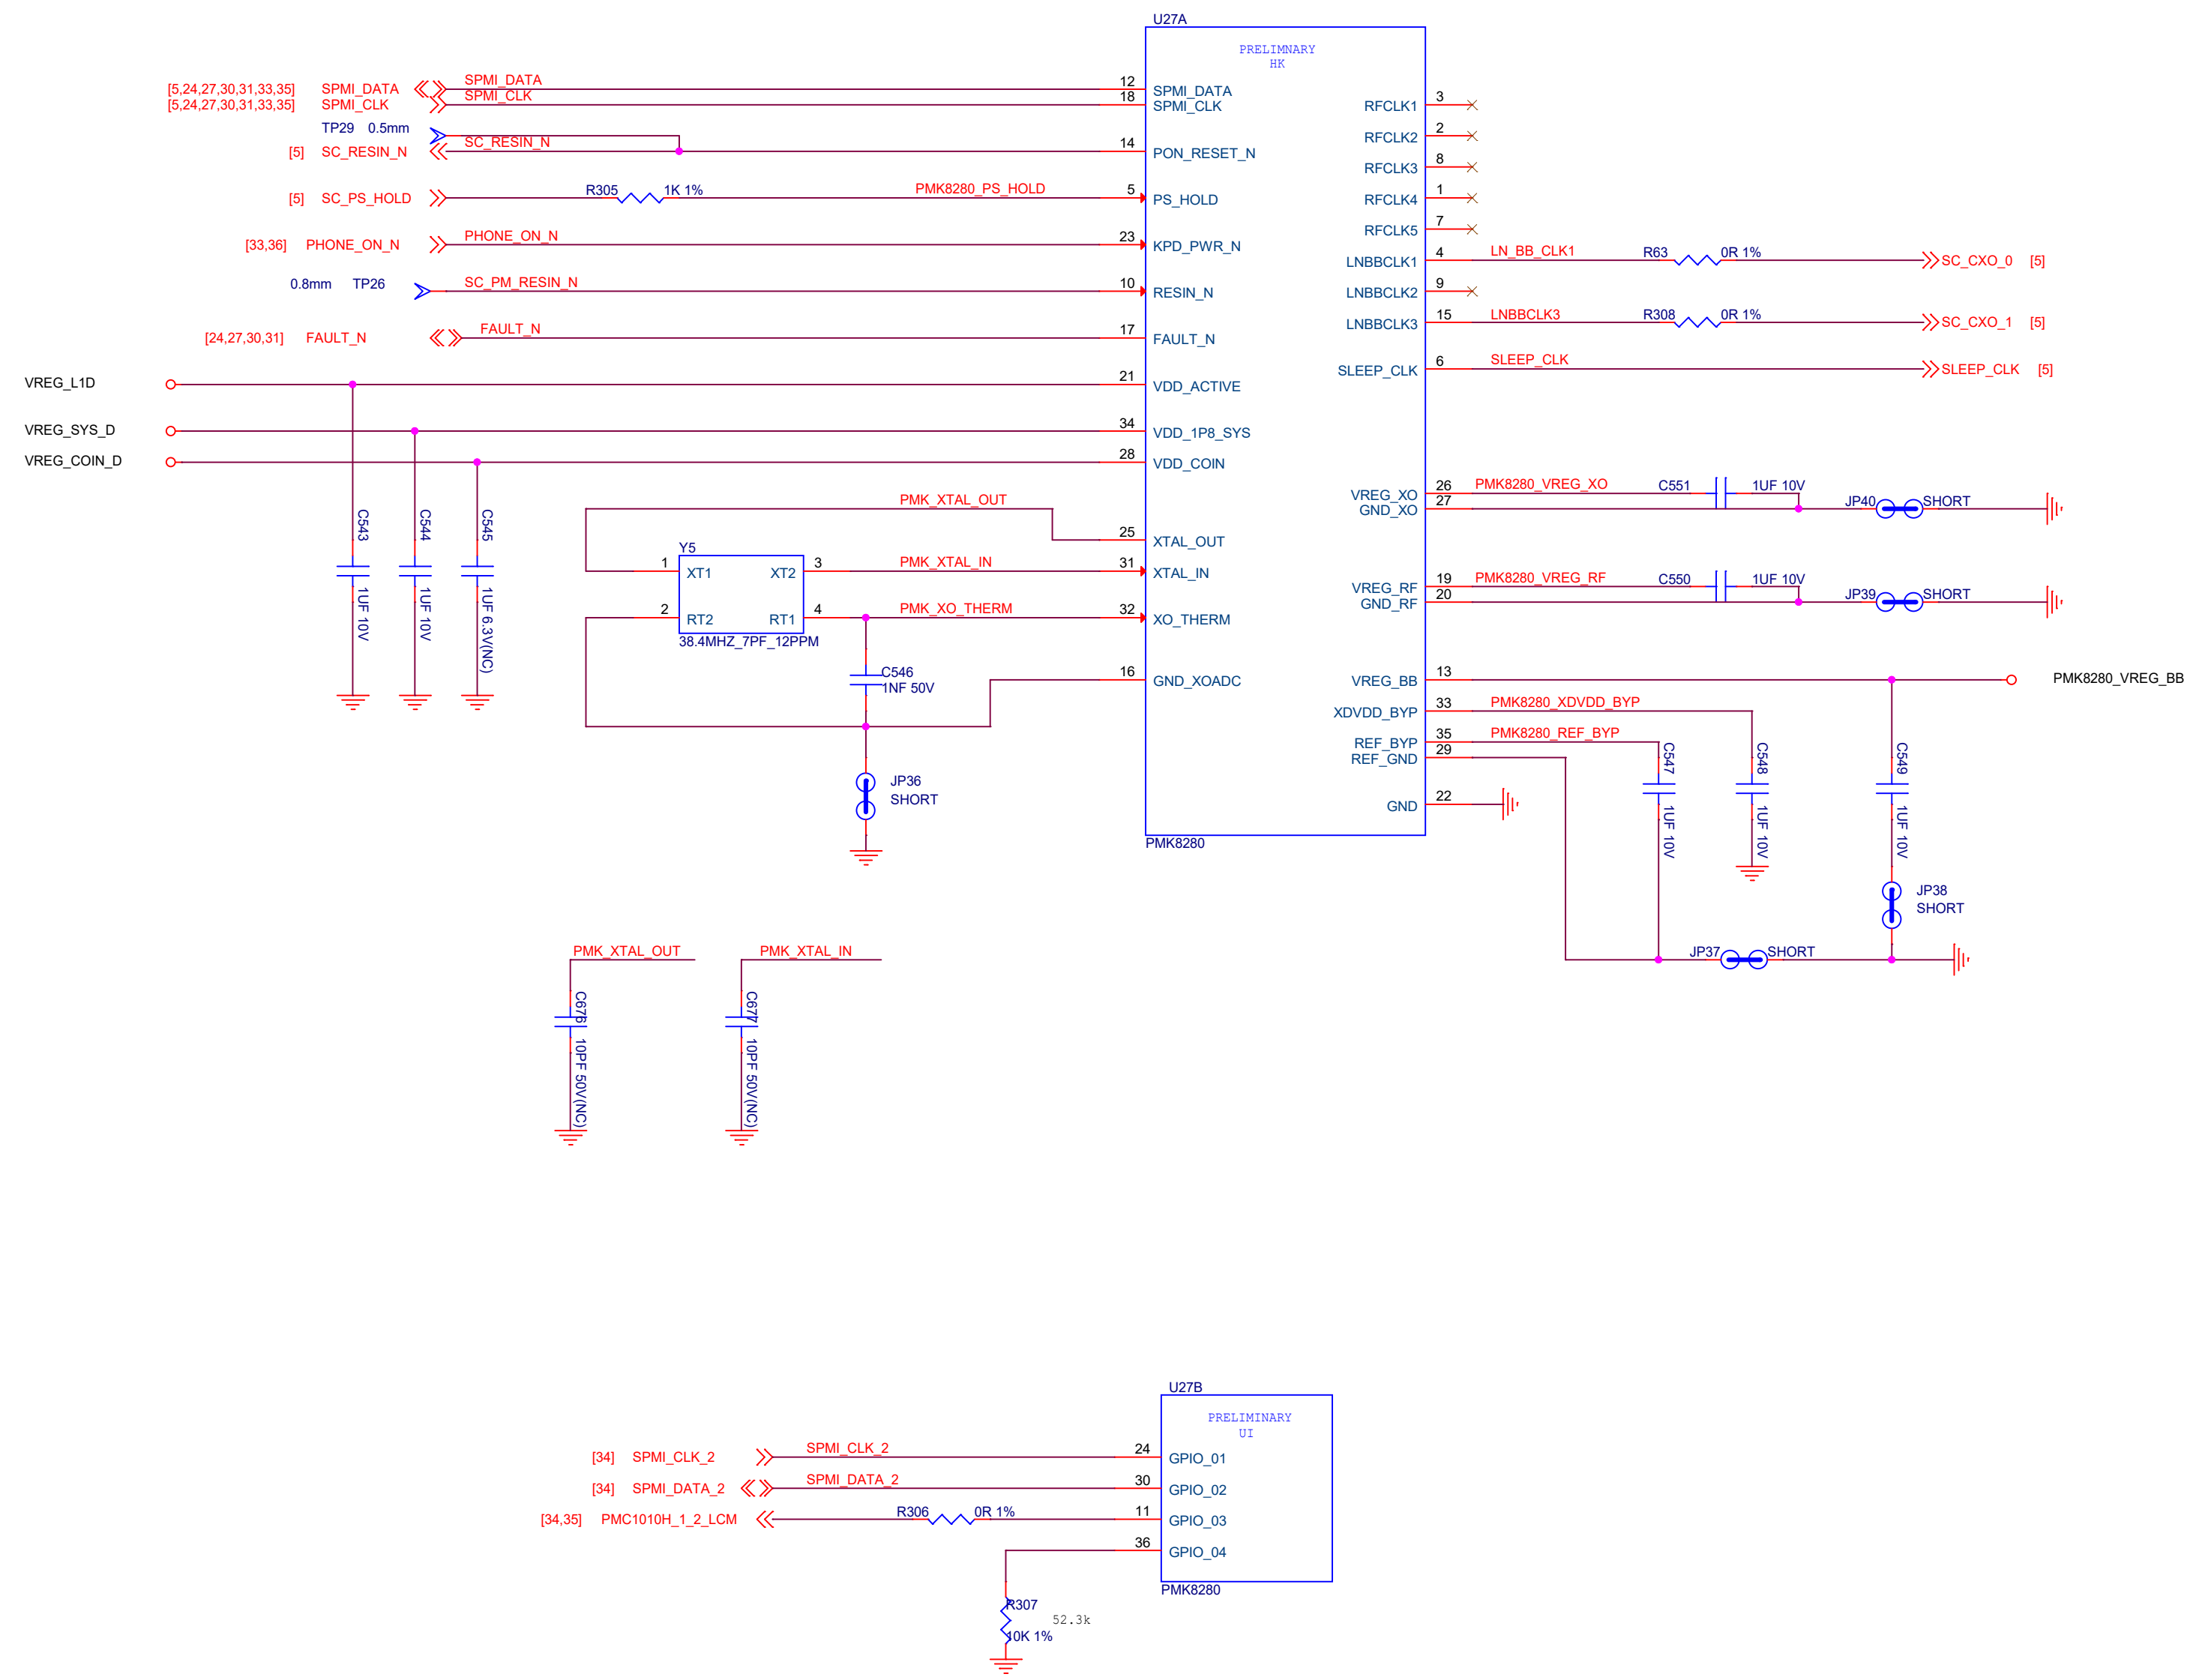 U27A
PRELIMNARY
HK
[5,24,27,30,31,33,35] SPMI_DATA SPMI_DATA 12 SPMI_DATA
[5,24,27,30,31,33,35] SPMI_CLK SPMI_CLK 18 SPMI_CLK
3 RFCLK1
TP29 0.5mm
2 RFCLK2
[5] SC_RESIN_N SC_RESIN_N 14 PON_RESET_N
8 RFCLK3
[5] SC_PS_HOLD R305 1K 1% PMK8280_PS_HOLD 5 PS_HOLD
1 RFCLK4
7 RFCLK5
[33,36] PHONE_ON_N PHONE_ON_N 23 KPD_PWR_N
LNBBCLK1 4 LN_BB_CLK1 R63 0R 1% SC_CXO_0 [5]
0.8mm TP26 SC_PM_RESIN_N 10 RESIN_N
LNBBCLK2 9
LNBBCLK3 15 LNBBCLK3 R308 0R 1% SC_CXO_1 [5]
[24,27,30,31] FAULT_N FAULT_N 17 FAULT_N
SLEEP_CLK 6 SLEEP_CLK SLEEP_CLK [5]
VREG_L1D 21 VDD_ACTIVE
VREG_SYS_D 34 VDD_1P8_SYS
VREG_COIN_D 28 VDD_COIN
C543
1UF 10V
C544
1UF 10V
C545
1UF 6.3V(NC)
VREG_XO 26 PMK8280_VREG_XO C551 1UF 10V
GND_XO 27 JP40 SHORT
PMK_XTAL_OUT 25 XTAL_OUT
Y5
1 XT1 XT2 3 PMK_XTAL_IN 31 XTAL_IN
2 RT2 RT1 4 PMK_XO_THERM 32 XO_THERM
38.4MHZ_7PF_12PPM
VREG_RF 19 PMK8280_VREG_RF C550 1UF 10V
GND_RF 20 JP39 SHORT
C546
1NF 50V
16 GND_XOADC
VREG_BB 13 PMK8280_VREG_BB
XDVDD_BYP 33 PMK8280_XDVDD_BYP
REF_BYP 35 PMK8280_REF_BYP
REF_GND 29
C547
1UF 10V
C548
1UF 10V
C549
1UF 10V
JP36
SHORT
GND 22
PMK8280
JP38
SHORT
JP37 SHORT
PMK_XTAL_OUT
C676
10PF 50V(NC)
PMK_XTAL_IN
C677
10PF 50V(NC)
U27B
PRELIMINARY
UI
[34] SPMI_CLK_2 SPMI_CLK_2 24 GPIO_01
[34] SPMI_DATA_2 SPMI_DATA_2 30 GPIO_02
[34,35] PMC1010H_1_2_LCM R306 0R 1% 11 GPIO_03
36 GPIO_04
PMK8280
R307
52.3k
10K 1%